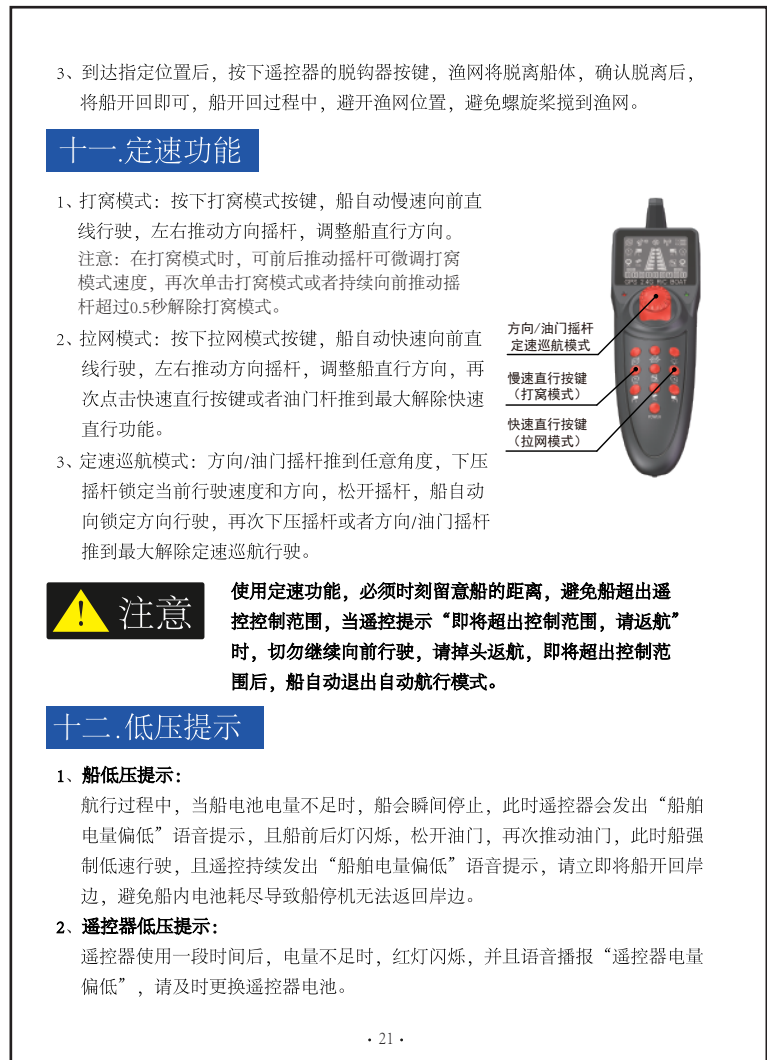 3、到达指定位置后，按下遥控器的脱钩器按键，渔网将脱离船体，确认脱离后，
将船开回即可，船开回过程中，避开渔网位置，避免螺旋桨搅到渔网。
十一.定速功能
1、打窝模式：按下打窝模式按键，船自动慢速向前直
线行驶，左右推动方向摇杆，调整船直行方向。
注意：在打窝模式时，可前后推动摇杆可微调打窝
模式速度，再次单击打窝模式或者持续向前推动摇
杆超过0.5秒解除打窝模式。
2、拉网模式：按下拉网模式按键，船自动快速向前直
线行驶，左右推动方向摇杆，调整船直行方向，再
次点击快速直行按键或者油门杆推到最大解除快速
直行功能。
3、定速巡航模式：方向/油门摇杆推到任意角度，下压
摇杆锁定当前行驶速度和方向，松开摇杆，船自动
向锁定方向行驶，再次下压摇杆或者方向/油门摇杆
推到最大解除定速巡航行驶。
GPS 2.4G RC BOAT
方向/油门摇杆
定速巡航模式
慢速直行按键
（打窝模式）
快速直行按键
（拉网模式）
注意
使用定速功能，必须时刻留意船的距离，避免船超出遥
控控制范围，当遥控提示“即将超出控制范围，请返航”
时，切勿继续向前行驶，请掉头返航，即将超出控制范
围后，船自动退出自动航行模式。
十二.低压提示
1、船低压提示：
航行过程中，当船电池电量不足时，船会瞬间停止，此时遥控器会发出“船舶
电量偏低”语音提示，且船前后灯闪烁，松开油门，再次推动油门，此时船强
制低速行驶，且遥控持续发出“船舶电量偏低”语音提示，请立即将船开回岸
边，避免船内电池耗尽导致船停机无法返回岸边。
2、遥控器低压提示：
遥控器使用一段时间后，电量不足时，红灯闪烁，并且语音播报“遥控器电量
偏低”，请及时更换遥控器电池。
·21·